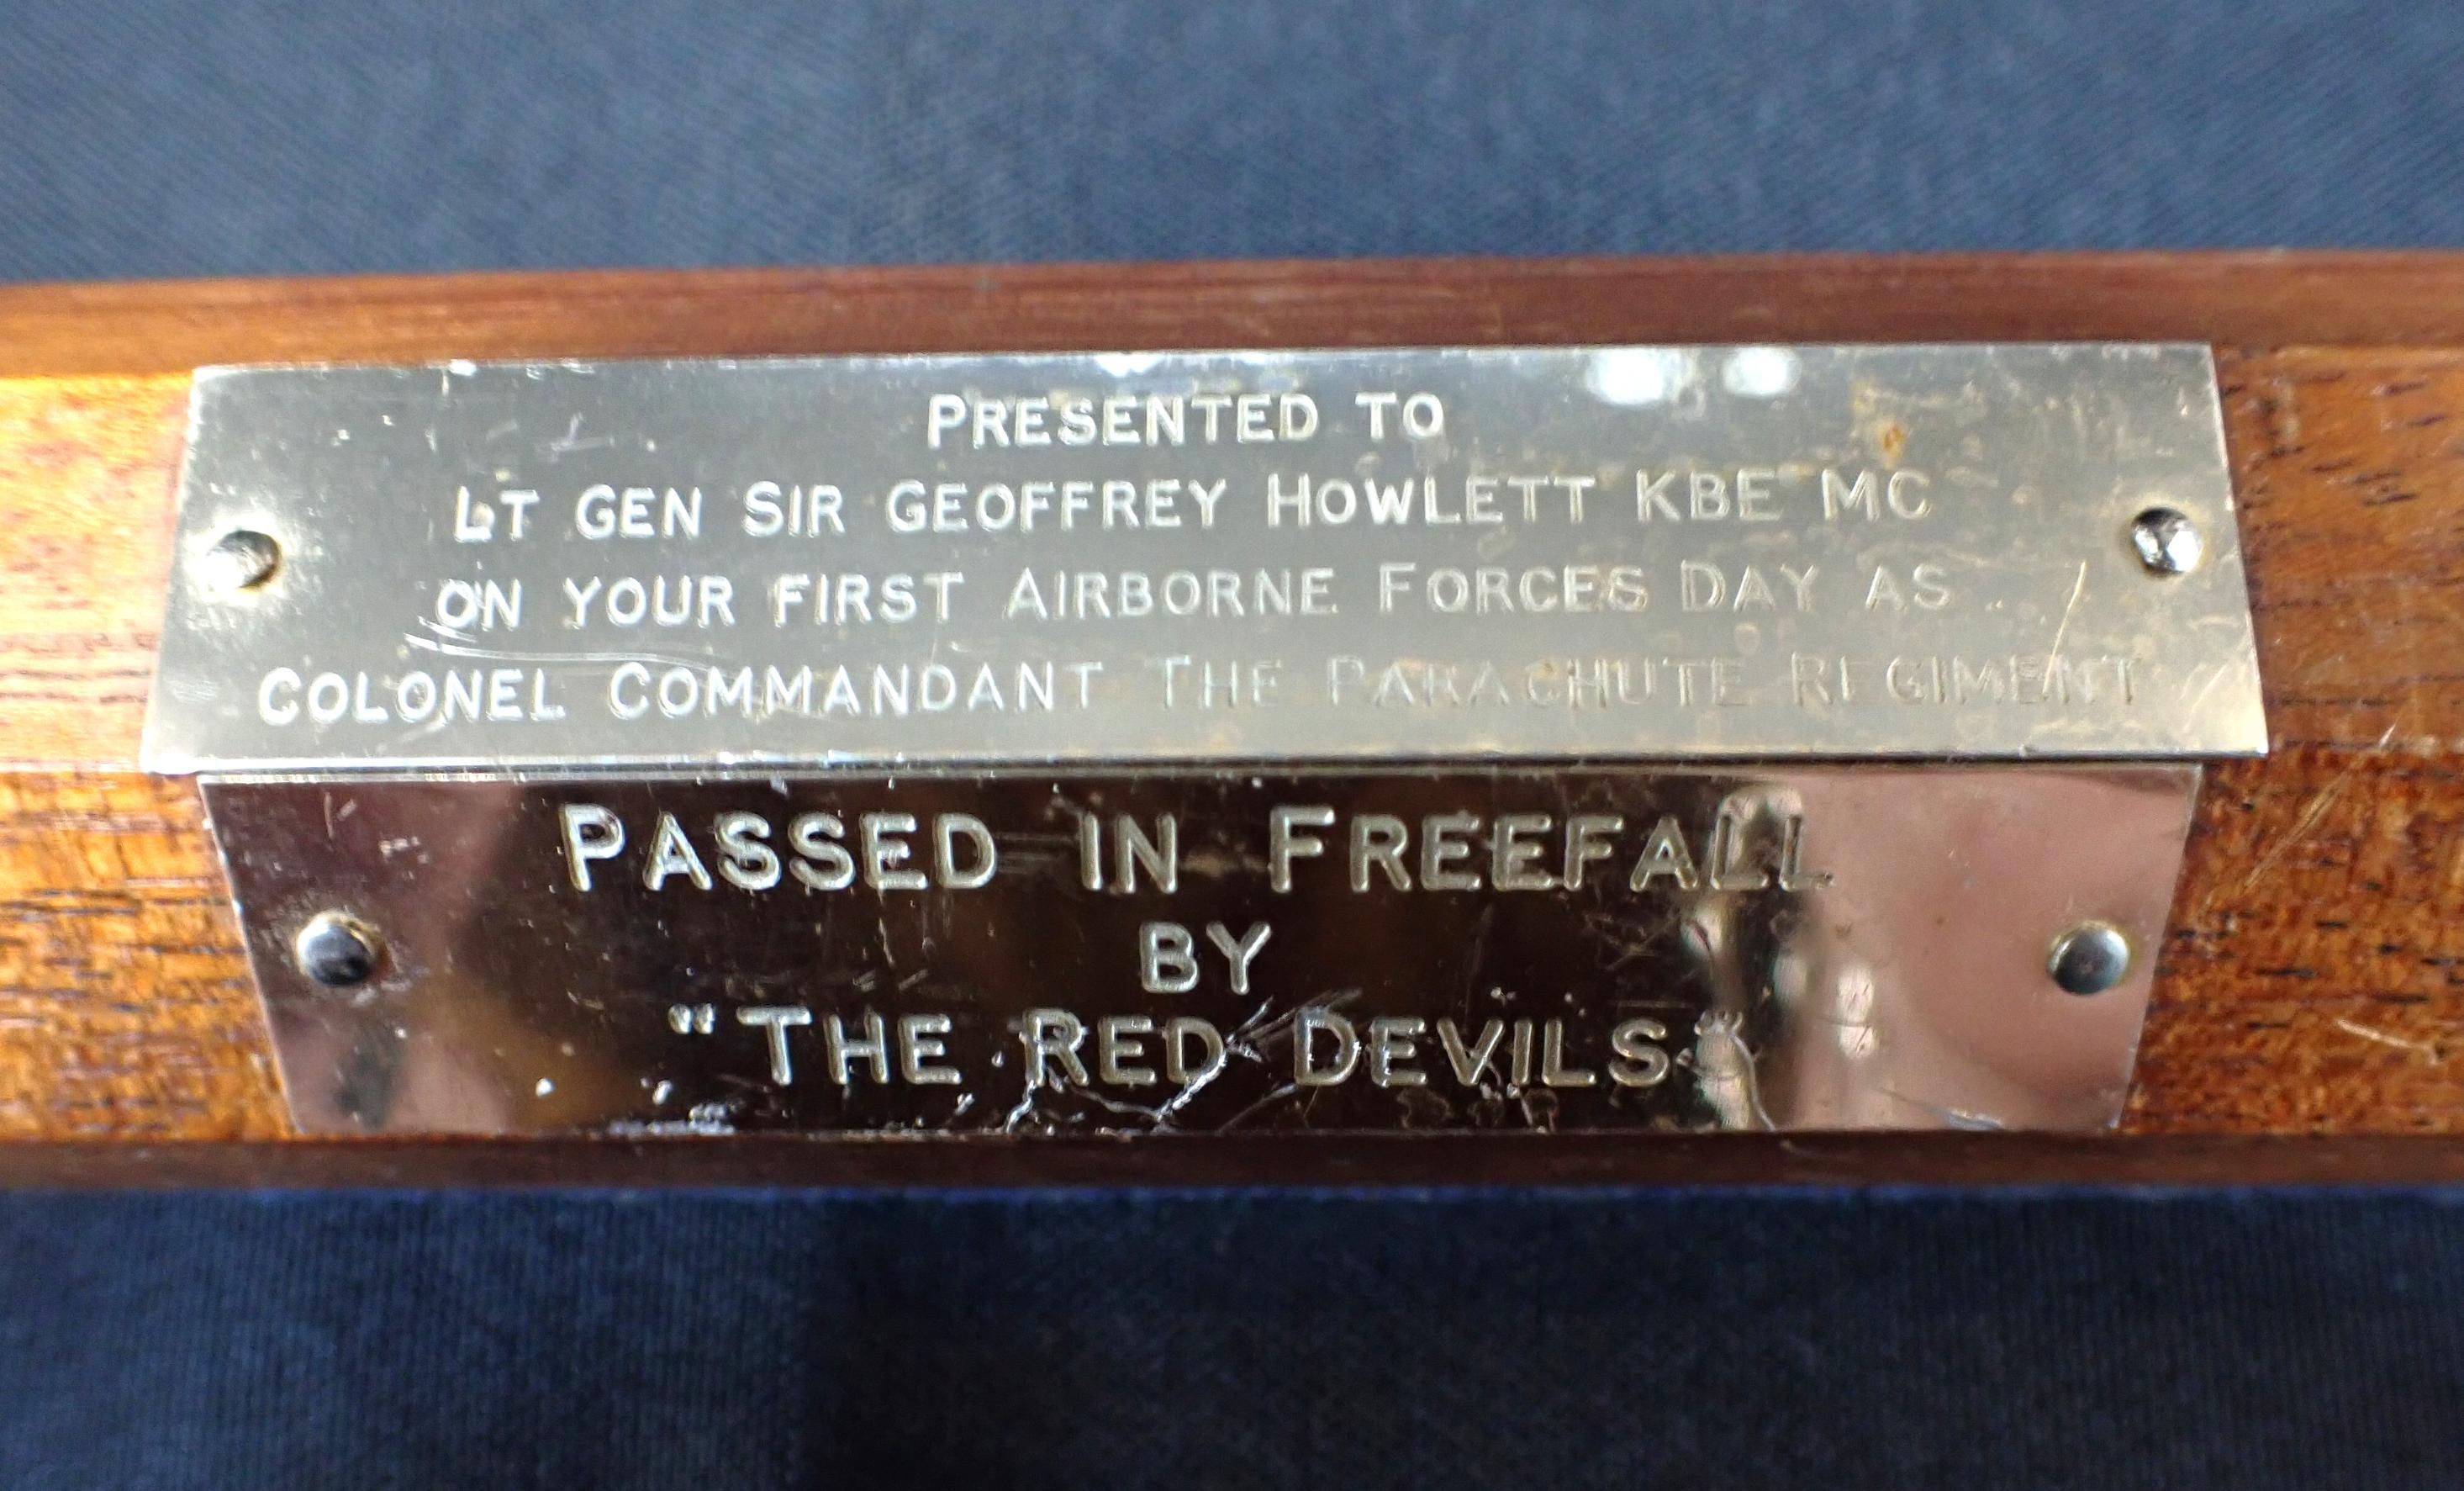 PRESENTED TO
LT GEN SIR GEOFFREY HOWLETT KBE MC
ON YOUR FIRST AIRBORNE FORCES DAY AS
COLONEL COMMANDANT THE PARACHUTE REGIMENT
PASSED IN FREEFALL
BY
"THE RED DEVILS"